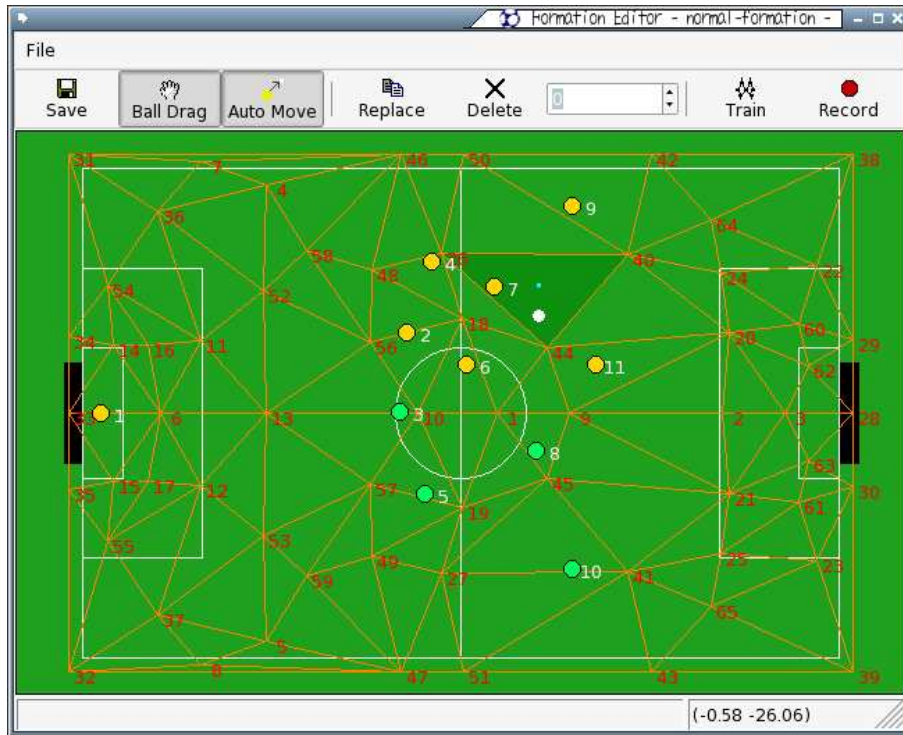 Formation Editor - normal-formation -
File
Save Ball Drag Auto Move Replace Delete 0 Train Record
31 7 46 50 42 38
4
36 9 64
58 4 40
48 24 22
54 52 7
34 14 16 11 56 2 18 44 20 60 29
6 11 62
33 1 6 13 3 10 1 9 2 3 28
8
35 15 17 12 57 5 45 21 63 30
19 61
55 53 49 25 23
59 27 10 41
37 65
5
32 8 47 51 43 39
(-0.58 -26.06)